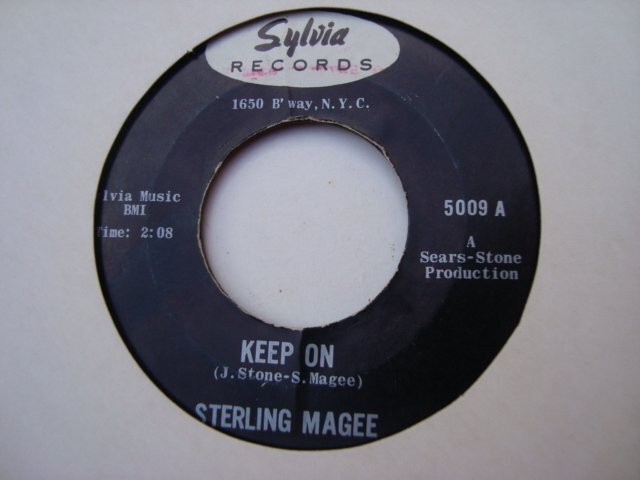 Sylvia
RECORDS
1650 B'way, N.Y.C.
lvia Music
BMI
ime: 2:08
5009 A
A
Sears-Stone
Production
KEEP ON
(J. Stone-S. Magee)
STERLING MAGEE